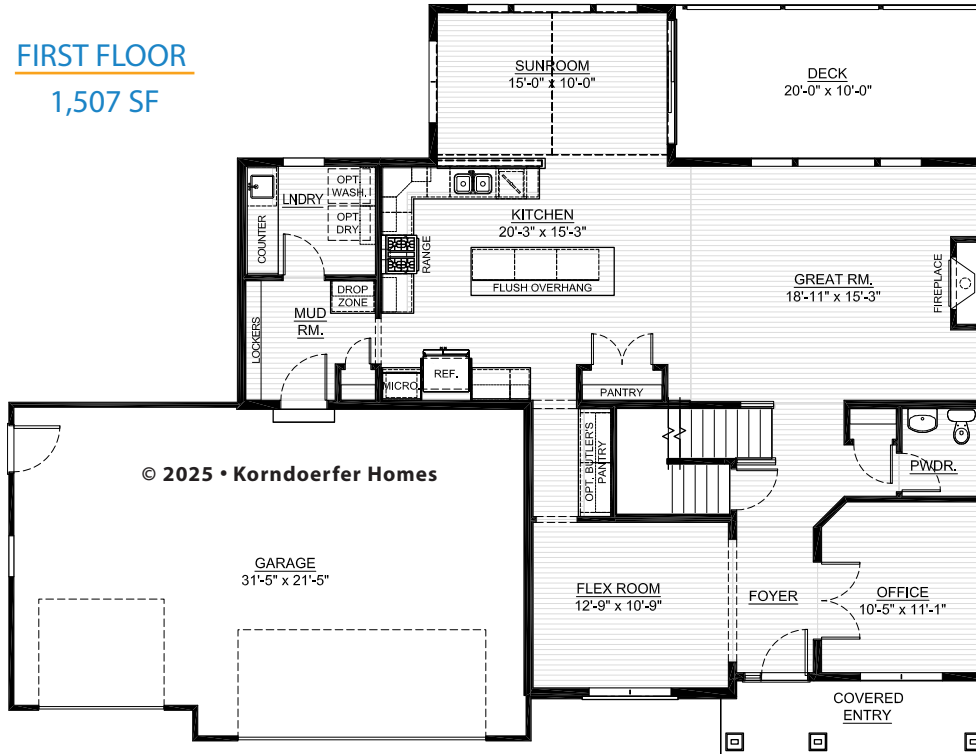 FIRST FLOOR
1,507 SF
SUNROOM
15'-0" x 10'-0"
DECK
20'-0" x 10'-0"
LNDRY
OPT.
WASH.
OPT.
DRY.
COUNTER
KITCHEN
20'-3" x 15'-3"
RANGE
FLUSH OVERHANG
GREAT RM.
18'-11" x 15'-3"
FIREPLACE
DROP
ZONE
MUD
RM.
LOCKERS
MICRO.
REF.
PANTRY
OPT. BUTLER'S
PANTRY
PWDR.
© 2025 • Korndoerfer Homes
GARAGE
31'-5" x 21'-5"
FLEX ROOM
12'-9" x 10'-9"
FOYER
OFFICE
10'-5" x 11'-1"
COVERED
ENTRY